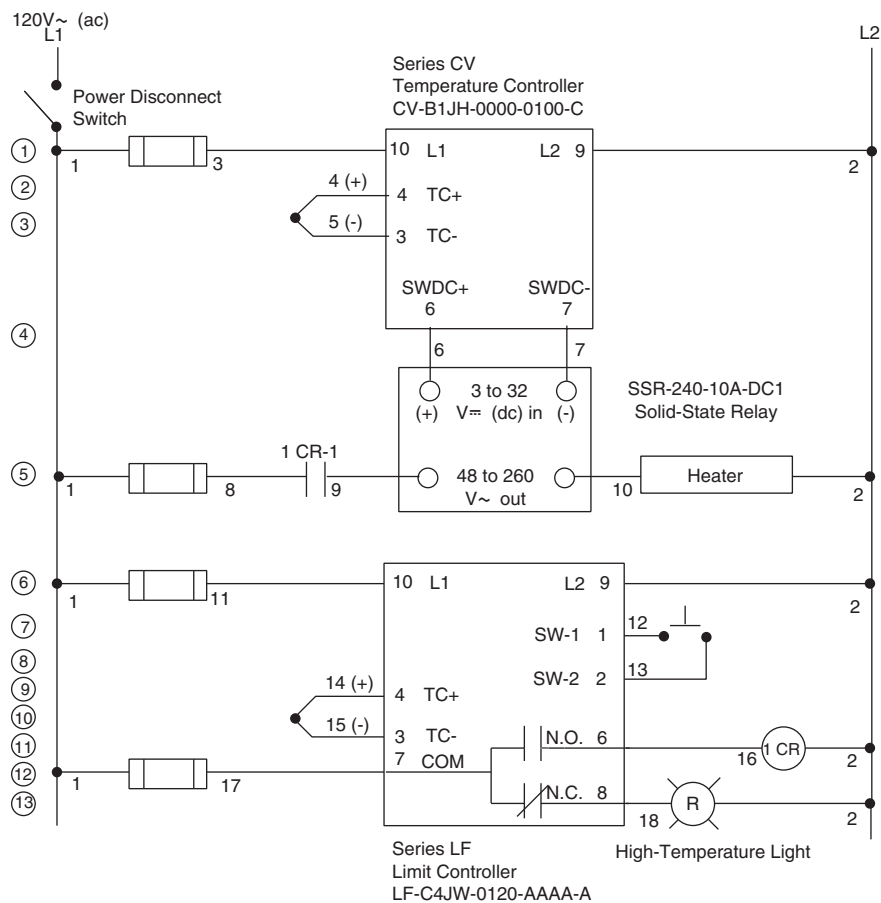 120V~ (ac)
L1
L2
Power Disconnect
Switch
Series CV
Temperature Controller
CV-B1JH-0000-0100-C
1
1
3
10 L1
L2 9
2
2
4 (+)
4 TC+
3
5 (-)
3 TC-
SWDC+
6
SWDC-
7
4
6
7
3 to 32
V⎓ (dc) in
(+)
(-)
SSR-240-10A-DC1
Solid-State Relay
5
1
8
1 CR-1
9
48 to 260
V~ out
10
Heater
2
6
1
11
10 L1
L2 9
2
7
SW-1 1
12
8
SW-2 2
13
9
14 (+)
4 TC+
10
15 (-)
3 TC-
11
7 COM
N.O. 6
16
1 CR
2
12
1
17
13
N.C. 8
18
R
2
High-Temperature Light
Series LF
Limit Controller
LF-C4JW-0120-AAAA-A